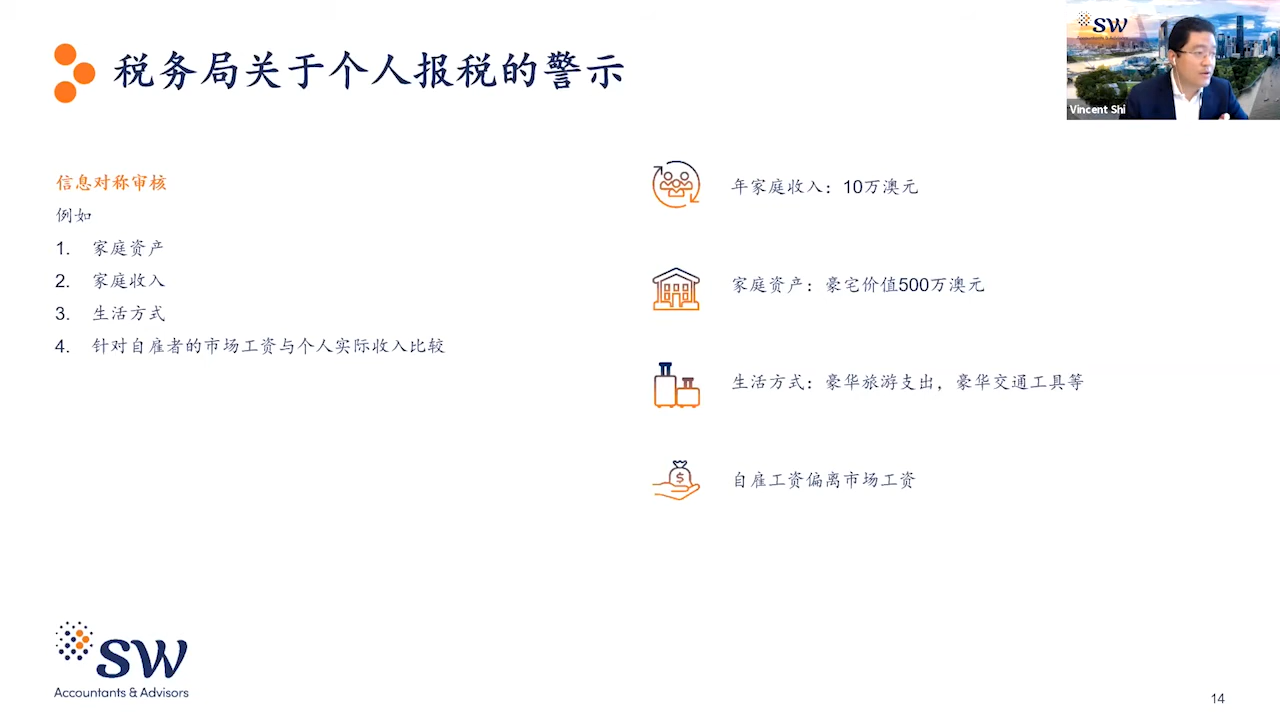 税务局关于个人报税的警示
SW
Accountants & Advisors
Vincent Shi
信息对称审核
例如
1. 家庭资产
2. 家庭收入
3. 生活方式
4. 针对自雇者的市场工资与个人实际收入比较
年家庭收入：10万澳元
家庭资产：豪宅价值500万澳元
生活方式：豪华旅游支出，豪华交通工具等
自雇工资偏离市场工资
SW
Accountants & Advisors
14